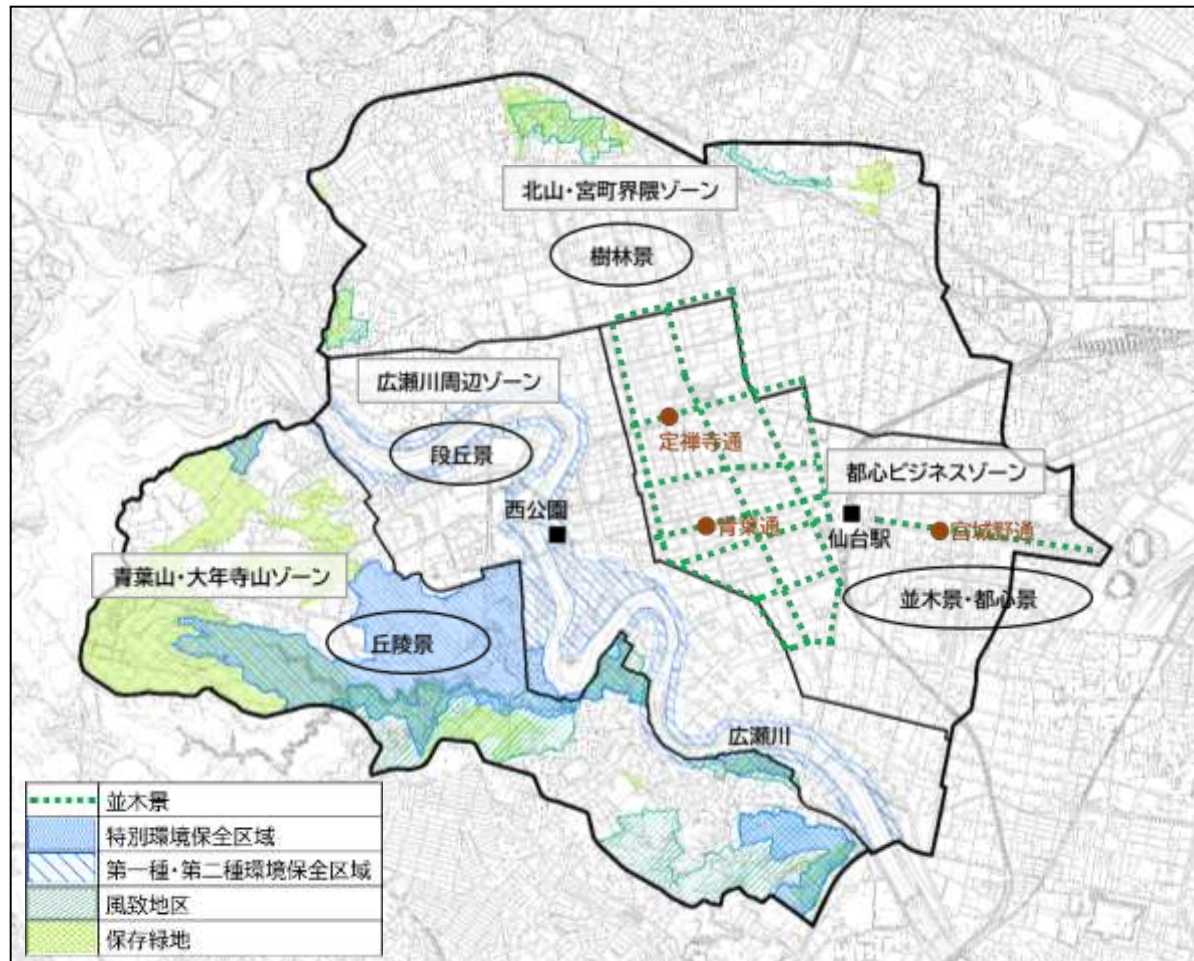 北山・宮町界隈ゾーン
樹林景
広瀬川周辺ゾーン
段丘景
定禅寺通
都心ビジネスゾーン
西公園
青葉通
仙台駅
宮城野通
青葉山・大年寺山ゾーン
並木景・都心景
丘陵景
広瀬川
並木景
特別環境保全区域
第一種・第二種環境保全区域
風致地区
保存緑地